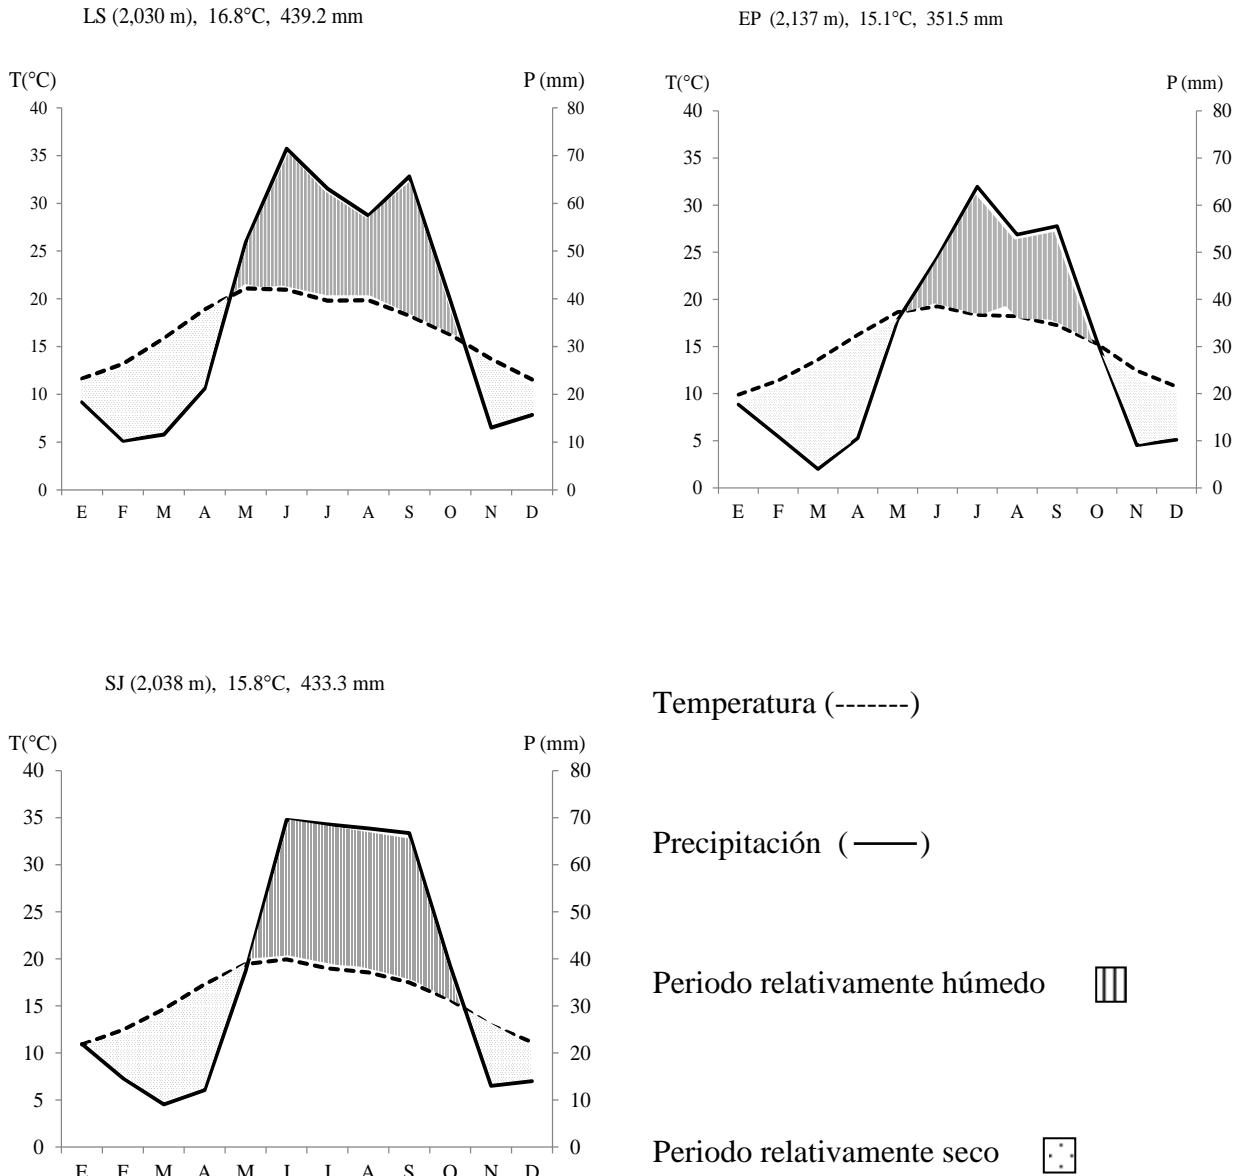 LS (2,030 m), 16.8°C, 439.2 mm
T(°C) P (mm)
40 80
35 70
30 60
25 50
20 40
15 30
10 20
5 10
0 0
E F M A M J J A S O N D
EP (2,137 m), 15.1°C, 351.5 mm
T(°C) P (mm)
40 80
35 70
30 60
25 50
20 40
15 30
10 20
5 10
0 0
E F M A M J J A S O N D
SJ (2,038 m), 15.8°C, 433.3 mm
T(°C) P (mm)
40 80
35 70
30 60
25 50
20 40
15 30
10 20
5 10
0 0
E F M A M J J A S O N D
Temperatura (-------)
Precipitación (——)
Periodo relativamente húmedo
Periodo relativamente seco